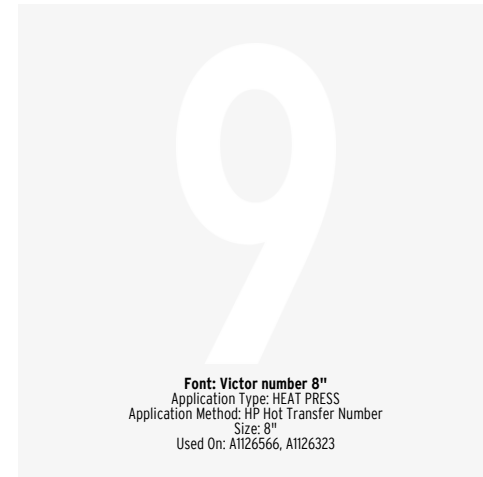 9
Font: Victor number 8"
Application Type: HEAT PRESS
Application Method: HP Hot Transfer Number
Size: 8"
Used On: A1126566, A1126323